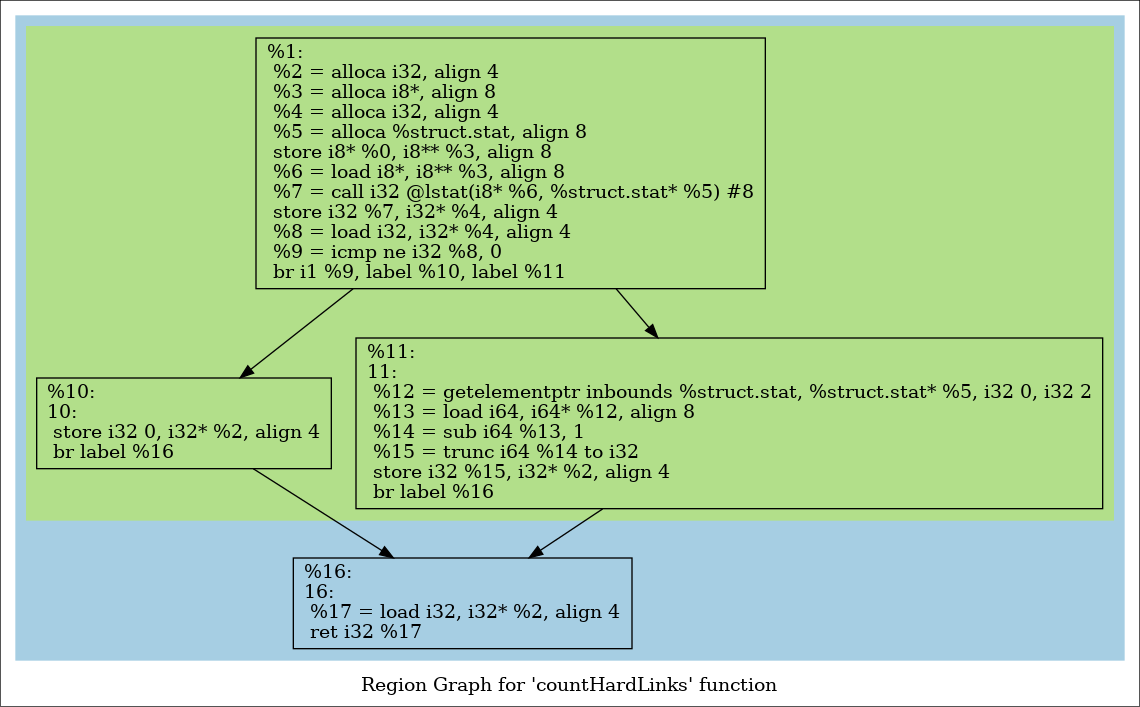 %1:
%2 = alloca i32, align 4
%3 = alloca i8*, align 8
%4 = alloca i32, align 4
%5 = alloca %struct.stat, align 8
store i8* %0, i8** %3, align 8
%6 = load i8*, i8** %3, align 8
%7 = call i32 @lstat(i8* %6, %struct.stat* %5) #8
store i32 %7, i32* %4, align 4
%8 = load i32, i32* %4, align 4
%9 = icmp ne i32 %8, 0
br i1 %9, label %10, label %11
%10:
10:
store i32 0, i32* %2, align 4
br label %16
%11:
11:
%12 = getelementptr inbounds %struct.stat, %struct.stat* %5, i32 0, i32 2
%13 = load i64, i64* %12, align 8
%14 = sub i64 %13, 1
%15 = trunc i64 %14 to i32
store i32 %15, i32* %2, align 4
br label %16
%16:
16:
%17 = load i32, i32* %2, align 4
ret i32 %17
Region Graph for 'countHardLinks' function